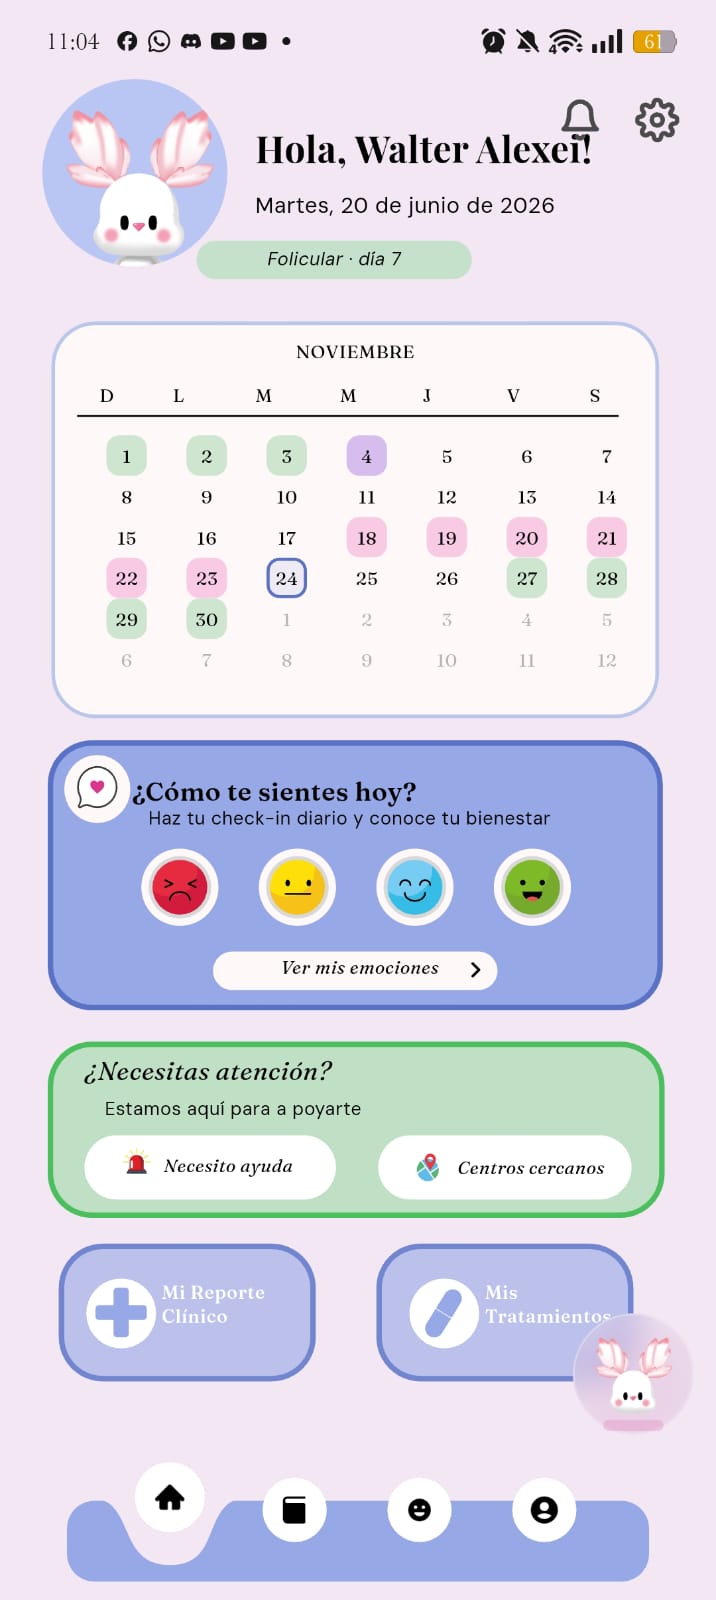 11:04
61
Hola, Walter Alexei!
Martes, 20 de junio de 2026
Folicular · día 7
NOVIEMBRE
D L M M J V S
1 2 3 4 5 6 7
8 9 10 11 12 13 14
15 16 17 18 19 20 21
22 23 24 25 26 27 28
29 30 1 2 3 4 5
6 7 8 9 10 11 12
¿Cómo te sientes hoy?
Haz tu check-in diario y conoce tu bienestar
Ver mis emociones
¿Necesitas atención?
Estamos aquí para a poyarte
Necesito ayuda
Centros cercanos
Mi Reporte
Clínico
Mis
Tratamientos